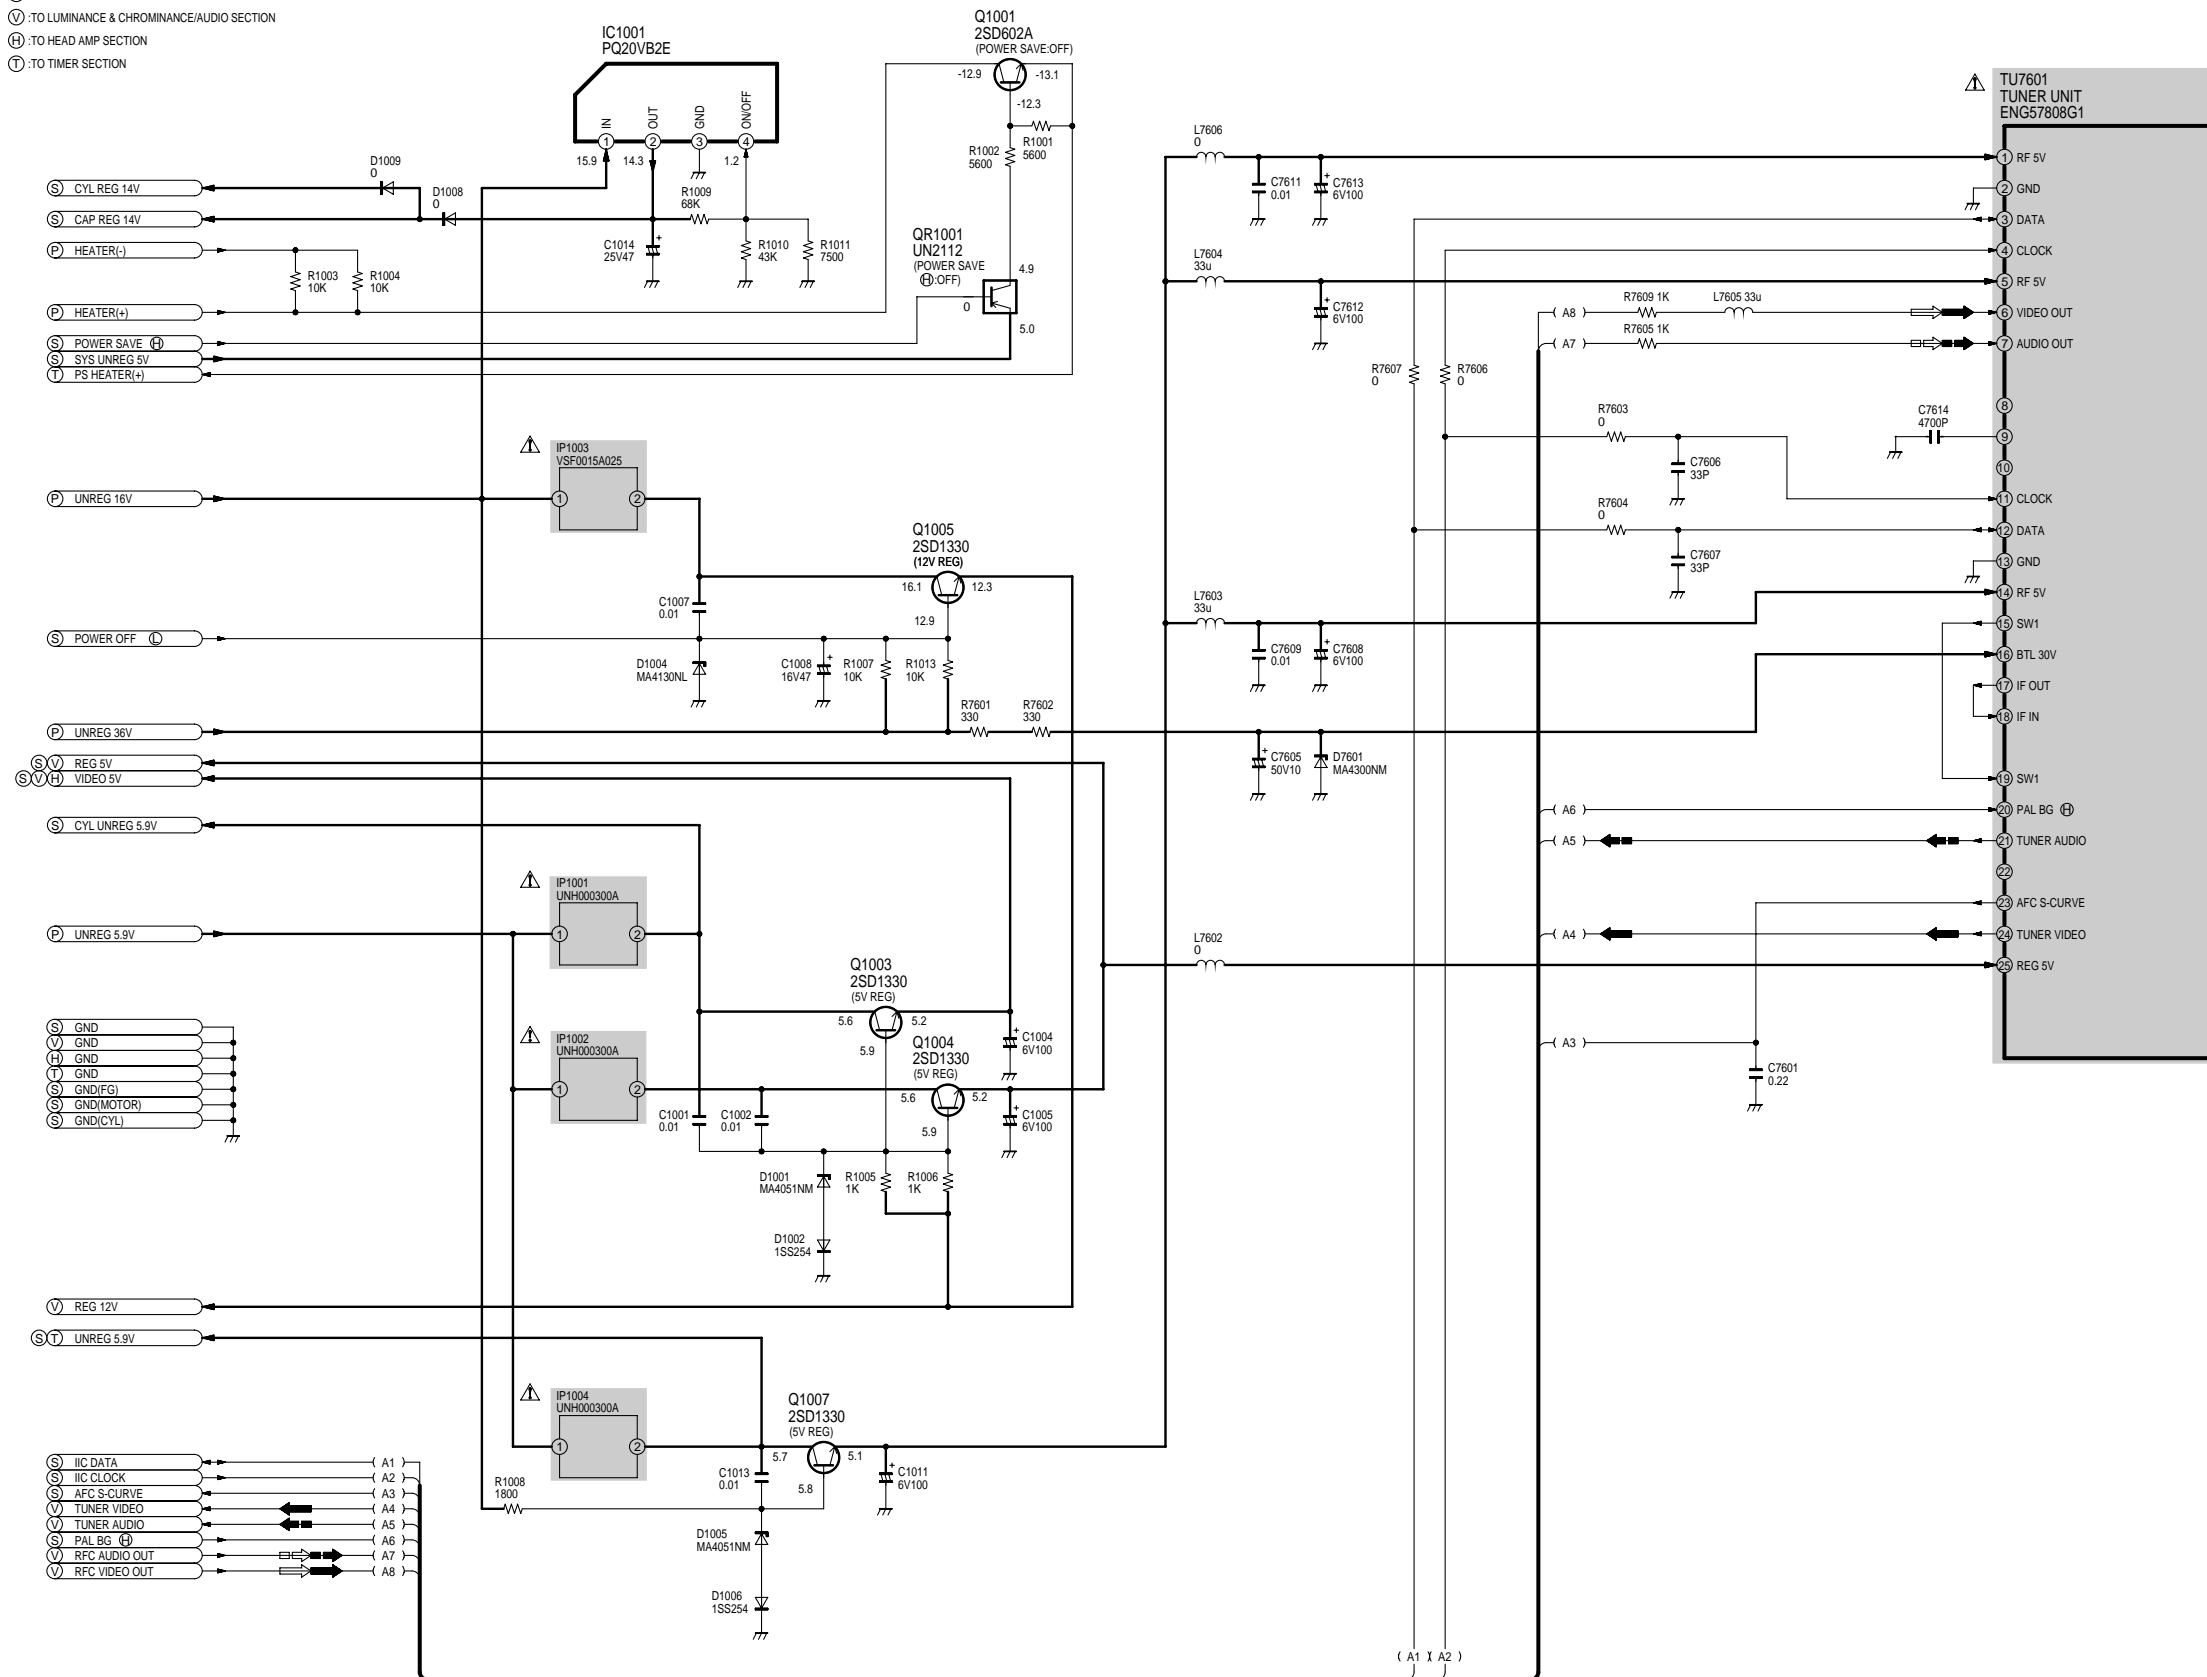 Ⓥ :TO LUMINANCE & CHROMINANCE/AUDIO SECTION
Ⓗ :TO HEAD AMP SECTION
Ⓣ :TO TIMER SECTION
IC1001
PQ20VB2E
IN
OUT
GND
ON/OFF
1
2
3
4
15.9
14.3
1.2
Q1001
2SD602A
(POWER SAVE:OFF)
-12.9
-13.1
-12.3
R1001
5600
R1002
5600
D1009
0
D1008
0
R1009
68K
C1014
25V47
R1010
43K
R1011
7500
QR1001
UN2112
(POWER SAVE
Ⓗ:OFF)
4.9
0
5.0
Ⓢ CYL REG 14V
Ⓢ CAP REG 14V
Ⓟ HEATER(-)
R1003
10K
R1004
10K
Ⓟ HEATER(+)
Ⓢ POWER SAVE Ⓗ
Ⓢ SYS UNREG 5V
Ⓣ PS HEATER(+)
IP1003
VSF0015A025
1
2
Ⓟ UNREG 16V
Q1005
2SD1330
(12V REG)
16.1
12.3
12.9
C1007
0.01
Ⓢ POWER OFF Ⓛ
D1004
MA4130NL
C1008
16V47
R1007
10K
R1013
10K
R7601
330
R7602
330
Ⓟ UNREG 36V
Ⓢ Ⓥ REG 5V
Ⓢ Ⓥ Ⓗ VIDEO 5V
Ⓢ CYL UNREG 5.9V
IP1001
UNH000300A
1
2
Ⓟ UNREG 5.9V
Q1003
2SD1330
(5V REG)
5.6
5.2
5.9
IP1002
UNH000300A
1
2
Q1004
2SD1330
(5V REG)
5.6
5.2
5.9
C1004
6V100
C1005
6V100
C1001
0.01
C1002
0.01
D1001
MA4051NM
R1005
1K
R1006
1K
D1002
1SS254
Ⓢ GND
Ⓥ GND
Ⓗ GND
Ⓣ GND
Ⓢ GND(FG)
Ⓢ GND(MOTOR)
Ⓢ GND(CYL)
Ⓥ REG 12V
Ⓢ Ⓣ UNREG 5.9V
IP1004
UNH000300A
1
2
Q1007
2SD1330
(5V REG)
5.7
5.1
5.8
C1013
0.01
C1011
6V100
R1008
1800
D1005
MA4051NM
D1006
1SS254
Ⓢ IIC DATA ( A1 )
Ⓢ IIC CLOCK ( A2 )
Ⓢ AFC S-CURVE ( A3 )
Ⓥ TUNER VIDEO ( A4 )
Ⓥ TUNER AUDIO ( A5 )
Ⓢ PAL BG Ⓗ ( A6 )
Ⓥ RFC AUDIO OUT ( A7 )
Ⓥ RFC VIDEO OUT ( A8 )
L7606
0
C7611
0.01
C7613
6V100
L7604
33u
C7612
6V100
( A8 )
R7609 1K
L7605 33u
( A7 )
R7605 1K
R7607
0
R7606
0
R7603
0
C7606
33P
R7604
0
C7607
33P
C7614
4700P
L7603
33u
C7609
0.01
C7608
6V100
C7605
50V10
D7601
MA4300NM
( A6 )
( A5 )
( A4 )
L7602
0
( A3 )
C7601
0.22
( A1 )( A2 )
TU7601
TUNER UNIT
ENG57808G1
1 RF 5V
2 GND
3 DATA
4 CLOCK
5 RF 5V
6 VIDEO OUT
7 AUDIO OUT
8
9
10
11 CLOCK
12 DATA
13 GND
14 RF 5V
15 SW1
16 BTL 30V
17 IF OUT
18 IF IN
19 SW1
20 PAL BG Ⓗ
21 TUNER AUDIO
22
23 AFC S-CURVE
24 TUNER VIDEO
25 REG 5V